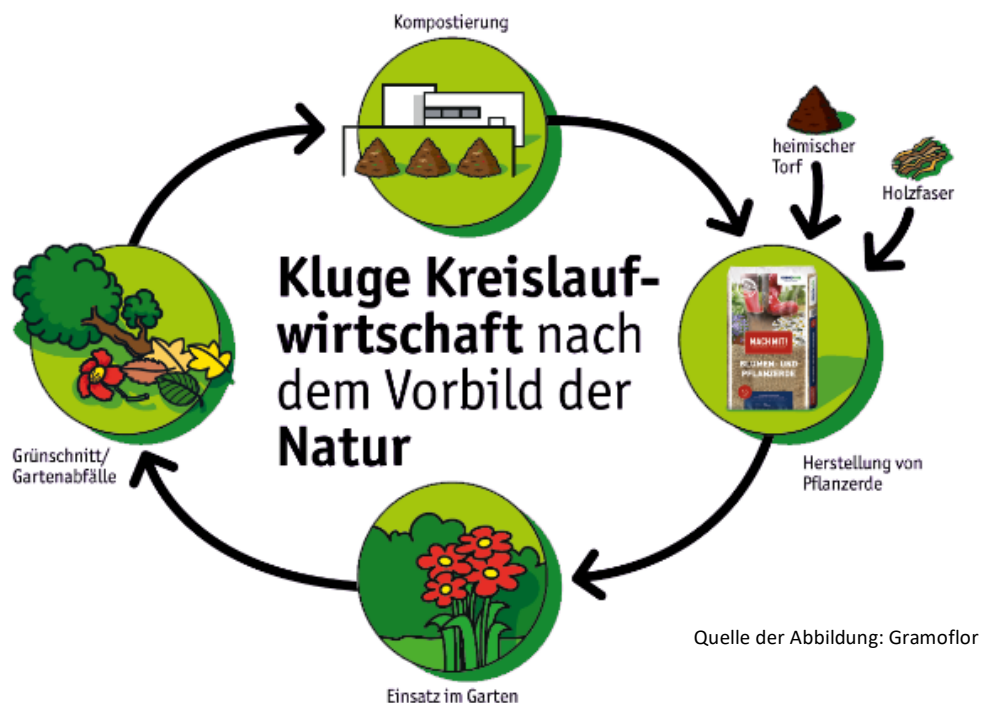 Kompostierung
heimischer
Torf
Holzfaser
Kluge Kreislauf-
wirtschaft nach
dem Vorbild der
Natur
MACH MIT!
BLUMEN- UND
PFLANZERDE
Grünschnitt/
Gartenabfälle
Herstellung von
Pflanzerde
Einsatz im Garten
Quelle der Abbildung: Gramoflor